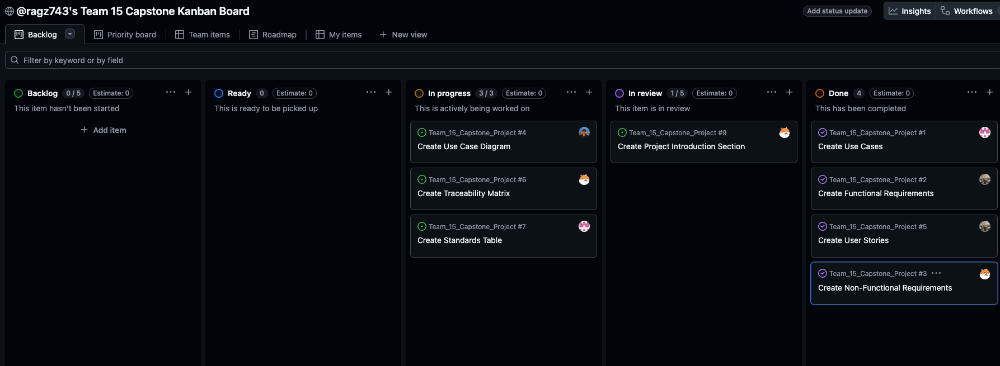 @ragz743's Team 15 Capstone Kanban Board
Add status update
Insights
Workflows
Backlog
Priority board
Team items
Roadmap
My items
New view
Filter by keyword or by field
Backlog 0 / 5 Estimate: 0
This item hasn't been started
Add item
Ready 0 Estimate: 0
This is ready to be picked up
In progress 3 / 3 Estimate: 0
This is actively being worked on
Team_15_Capstone_Project #4
Create Use Case Diagram
Team_15_Capstone_Project #6
Create Traceability Matrix
Team_15_Capstone_Project #7
Create Standards Table
In review 1 / 5 Estimate: 0
This item is in review
Team_15_Capstone_Project #9
Create Project Introduction Section
Done 4 Estimate: 0
This has been completed
Team_15_Capstone_Project #1
Create Use Cases
Team_15_Capstone_Project #2
Create Functional Requirements
Team_15_Capstone_Project #5
Create User Stories
Team_15_Capstone_Project #3
Create Non-Functional Requirements